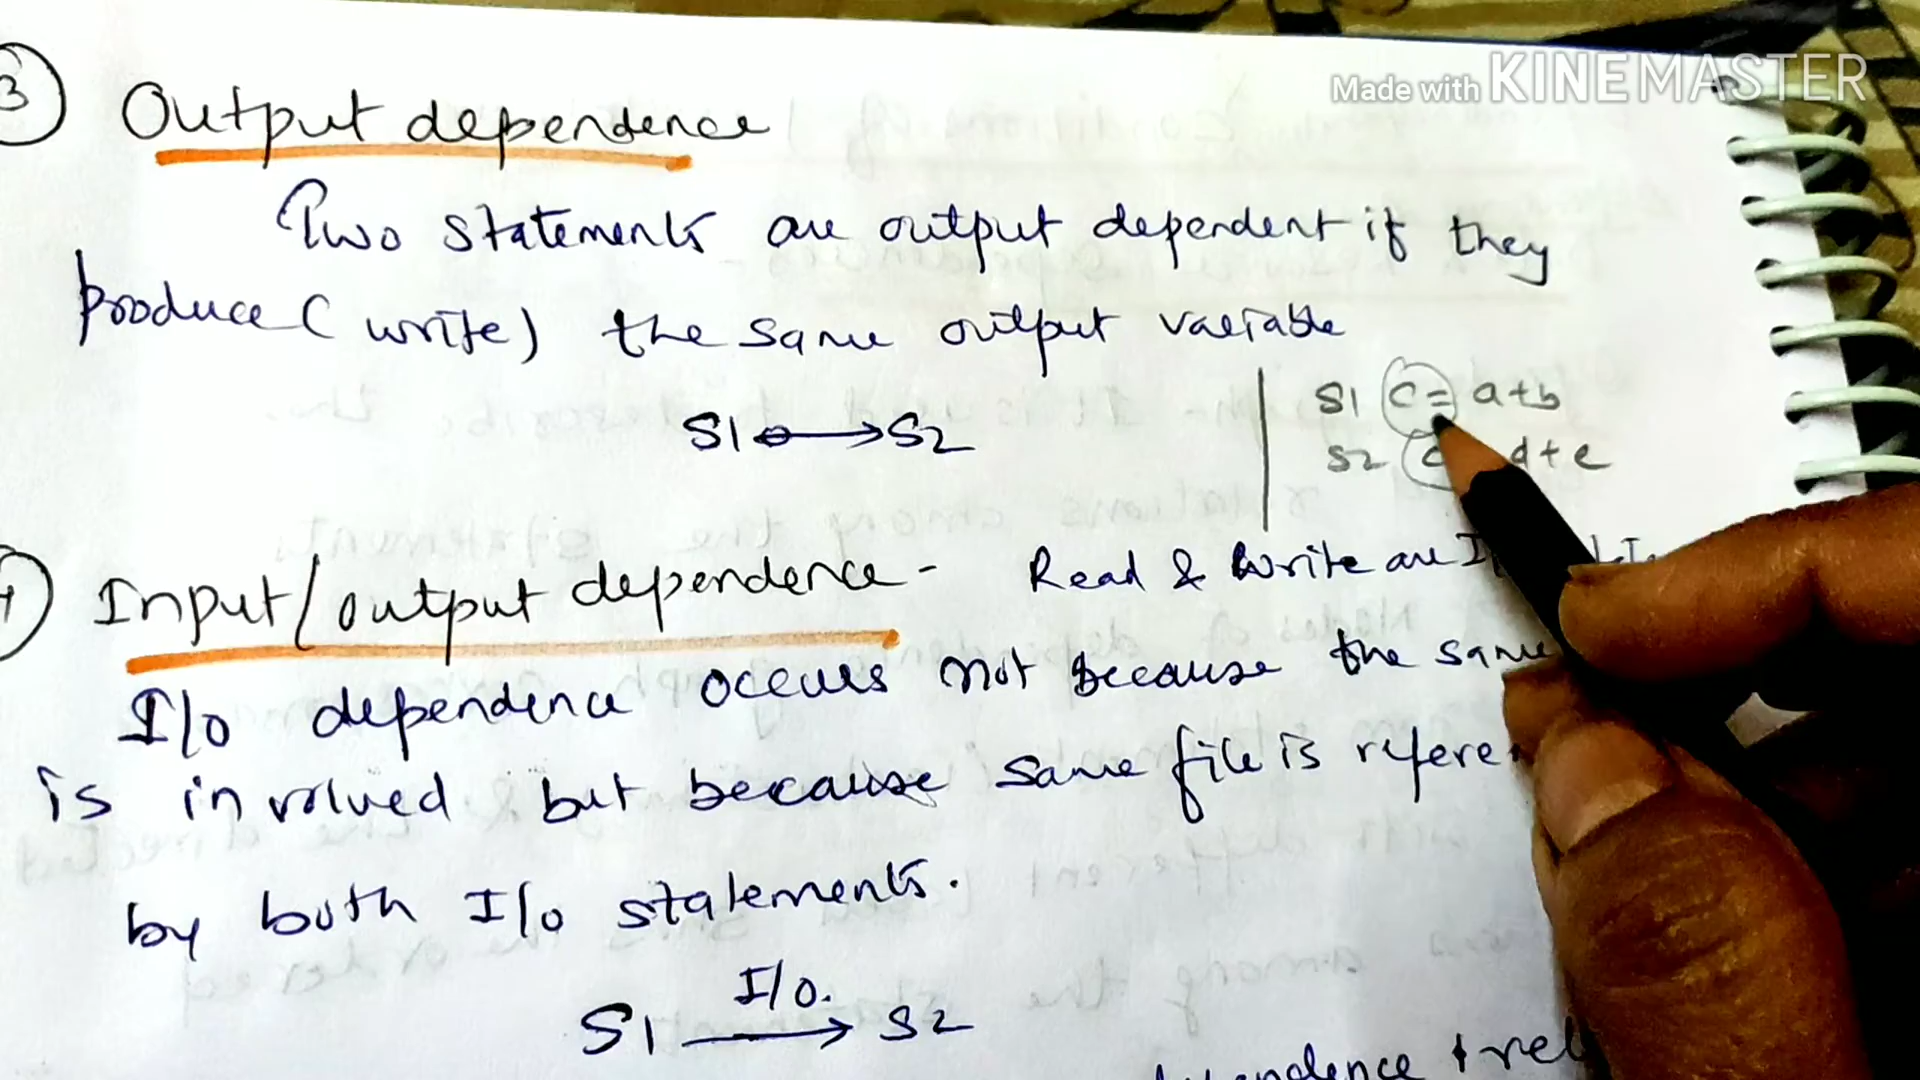 Made with KINEMASTER
3 Output dependence
Two statements are output dependent if they
produce (write) the same output variable
S1 → S2
S1 C = a+b
S2 C d+e
Input/output dependence - Read & Write are
I/o dependence occurs not because the same
is involved but because same file is
by both I/o statements.
I/o.
S1 → S2